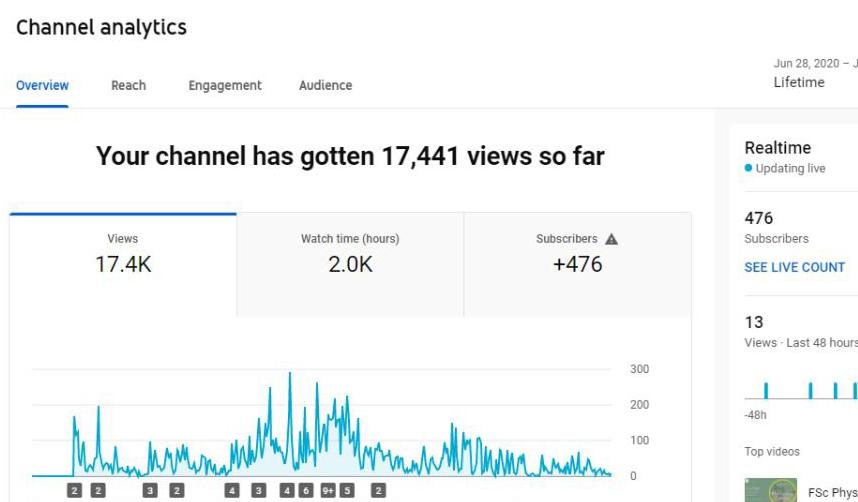 Channel analytics
Overview
Reach
Engagement
Audience
Jun 28, 2020 – J
Lifetime
Your channel has gotten 17,441 views so far
Views
17.4K
Watch time (hours)
2.0K
Subscribers
+476
300
200
100
0
2 2 3 2 4 3 4 6 9+ 5 2
Realtime
Updating live
476
Subscribers
SEE LIVE COUNT
13
Views · Last 48 hours
-48h
Top videos
FSc Phys